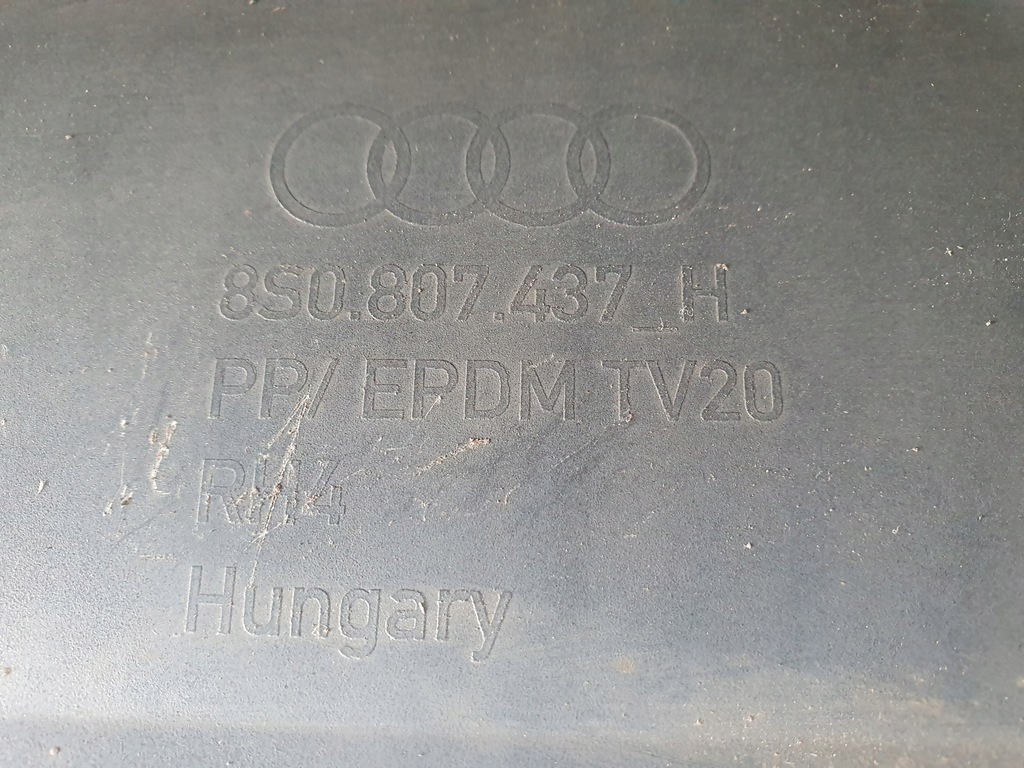 8S0.807.437_H
PP/ EPDM TV20
Hungary